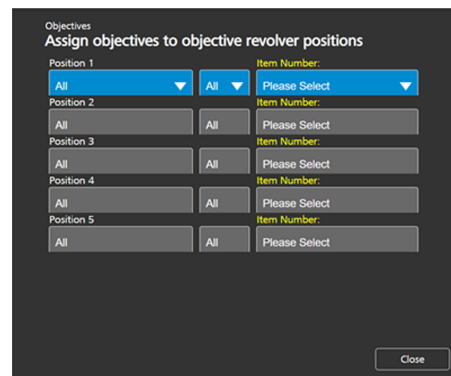 Objectives
Assign objectives to objective revolver positions
Position 1 Item Number:
All All Please Select
Position 2 Item Number:
All All Please Select
Position 3 Item Number:
All All Please Select
Position 4 Item Number:
All All Please Select
Position 5 Item Number:
All All Please Select
Close